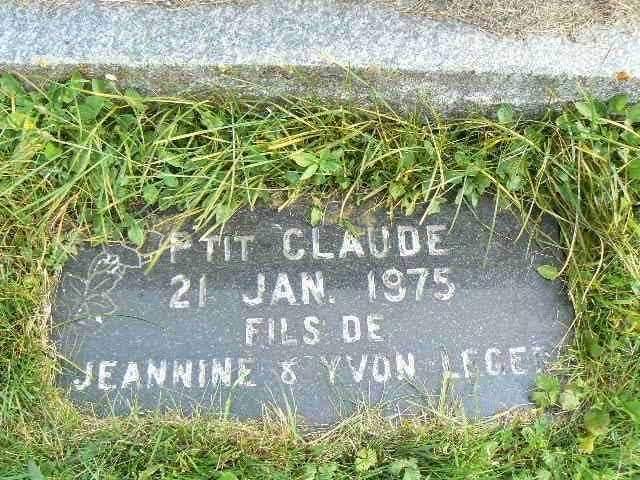 P'TIT CLAUDE
21 JAN. 1975
FILS DE
JEANNINE & YVON LEGER